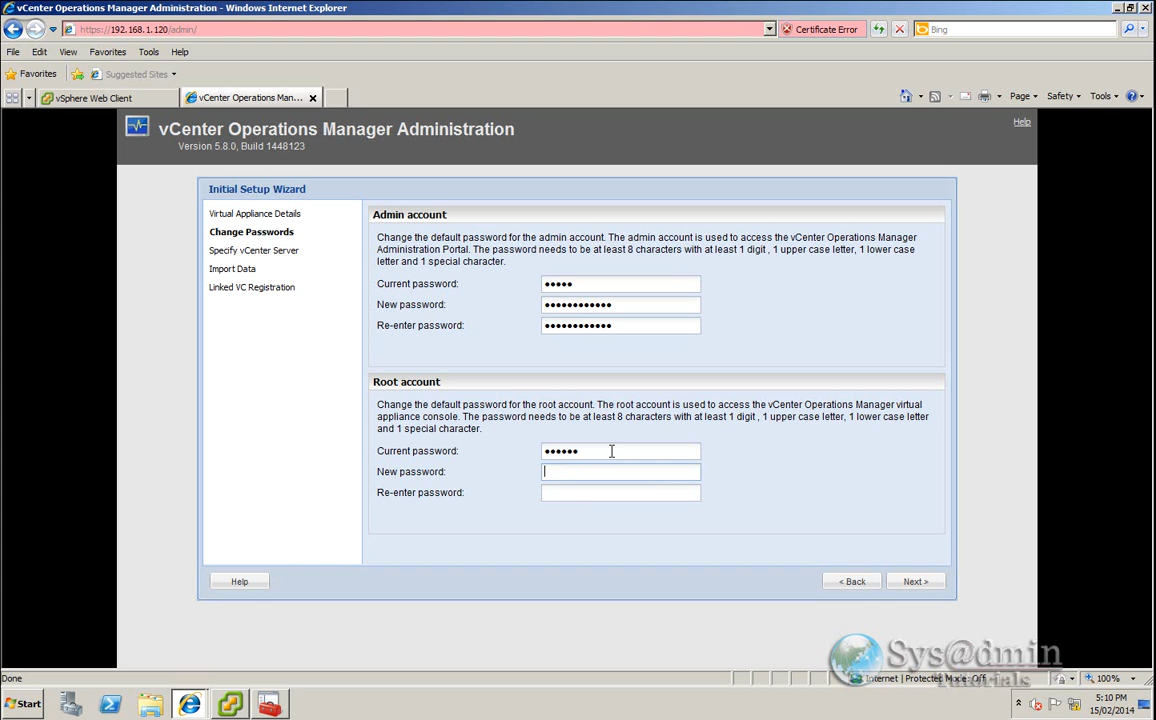 vCenter Operations Manager Administration - Windows Internet Explorer
https://192.168.1.120/admin/
Certificate Error
Bing
File Edit View Favorites Tools Help
Favorites
Suggested Sites
vSphere Web Client
vCenter Operations Man...
Page
Safety
Tools
vCenter Operations Manager Administration
Version 5.8.0, Build 1448123
Help
Initial Setup Wizard
Virtual Appliance Details
Change Passwords
Specify vCenter Server
Import Data
Linked VC Registration
Admin account
Change the default password for the admin account. The admin account is used to access the vCenter Operations Manager
Administration Portal. The password needs to be at least 8 characters with at least 1 digit , 1 upper case letter, 1 lower case
letter and 1 special character.
Current password:
New password:
Re-enter password:
Root account
Change the default password for the root account. The root account is used to access the vCenter Operations Manager virtual
appliance console. The password needs to be at least 8 characters with at least 1 digit , 1 upper case letter, 1 lower case letter
and 1 special character.
Current password:
New password:
Re-enter password:
Help
< Back
Next >
Sys@dmin
Tutorials
Done
Internet | Protected Mode: Off
100%
Start
5:10 PM
15/02/2014